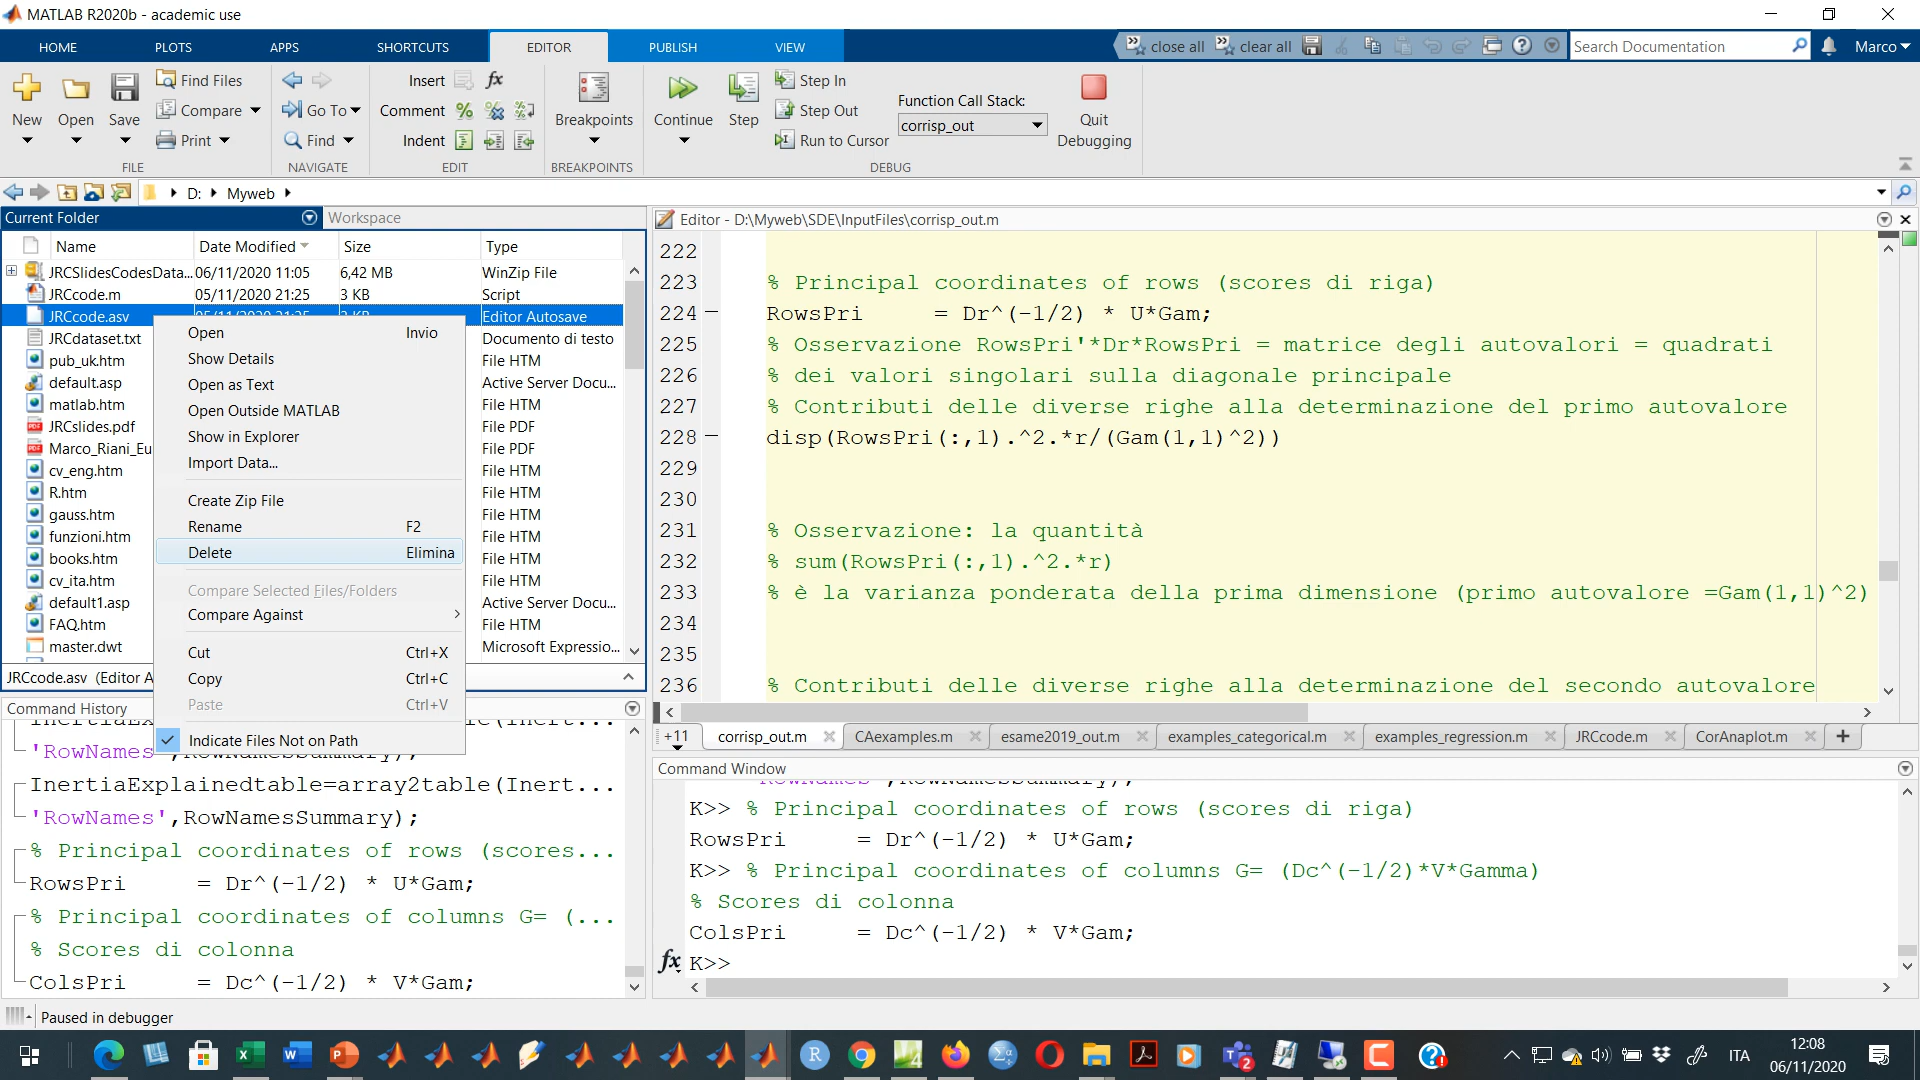 MATLAB R2020b - academic use
HOME PLOTS APPS SHORTCUTS EDITOR PUBLISH VIEW
close all clear all
Search Documentation
Marco
New Open Save
Find Files
Compare
Print
FILE
Go To
Find
NAVIGATE
Insert fx
Comment
Indent
EDIT
Breakpoints
BREAKPOINTS
Continue Step
Step In
Step Out
Run to Cursor
Function Call Stack:
corrisp_out
Quit
Debugging
DEBUG
D: Myweb
Current Folder
Workspace
Name Date Modified Size Type
JRCSlidesCodesData... 06/11/2020 11:05 6,42 MB WinZip File
JRCcode.m 05/11/2020 21:25 3 KB Script
JRCcode.asv 05/11/2020 21:25 3 KB Editor Autosave
JRCdataset.txt Documento di testo
pub_uk.htm File HTM
default.asp Active Server Docu...
matlab.htm File HTM
JRCslides.pdf File PDF
Marco_Riani_Eu File PDF
cv_eng.htm File HTM
R.htm File HTM
gauss.htm File HTM
funzioni.htm File HTM
books.htm File HTM
cv_ita.htm File HTM
default1.asp Active Server Docu...
FAQ.htm File HTM
master.dwt Microsoft Expressio...
JRCcode.asv (Editor A
Open Invio
Show Details
Open as Text
Open Outside MATLAB
Show in Explorer
Import Data...
Create Zip File
Rename F2
Delete Elimina
Compare Selected Files/Folders
Compare Against
Cut Ctrl+X
Copy Ctrl+C
Paste Ctrl+V
Indicate Files Not on Path
Command History
'RowNames',RowNamesSummary);
InertiaExplainedtable=array2table(Inert...
'RowNames',RowNamesSummary);
% Principal coordinates of rows (scores...
RowsPri = Dr^(-1/2) * U*Gam;
% Principal coordinates of columns G= (...
% Scores di colonna
ColsPri = Dc^(-1/2) * V*Gam;
Editor - D:\Myweb\SDE\InputFiles\corrisp_out.m
222
223 % Principal coordinates of rows (scores di riga)
224 – RowsPri = Dr^(-1/2) * U*Gam;
225 % Osservazione RowsPri'*Dr*RowsPri = matrice degli autovalori = quadrati
226 % dei valori singolari sulla diagonale principale
227 % Contributi delle diverse righe alla determinazione del primo autovalore
228 – disp(RowsPri(:,1).^2.*r/(Gam(1,1)^2))
229
230
231 % Osservazione: la quantità
232 % sum(RowsPri(:,1).^2.*r)
233 % è la varianza ponderata della prima dimensione (primo autovalore =Gam(1,1)^2)
234
235
236 % Contributi delle diverse righe alla determinazione del secondo autovalore
+11 corrisp_out.m CAexamples.m esame2019_out.m examples_categorical.m examples_regression.m JRCcode.m CorAnaplot.m
Command Window
K>> % Principal coordinates of rows (scores di riga)
RowsPri = Dr^(-1/2) * U*Gam;
K>> % Principal coordinates of columns G= (Dc^(-1/2)*V*Gamma)
% Scores di colonna
ColsPri = Dc^(-1/2) * V*Gam;
fx K>>
Paused in debugger
ITA
12:08
06/11/2020